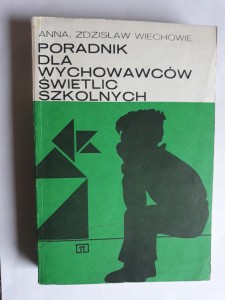 ANNA, ZDZISŁAW WIECHOWIE
PORADNIK
DLA
WYCHOWAWCÓW
ŚWIETLIC
SZKOLNYCH